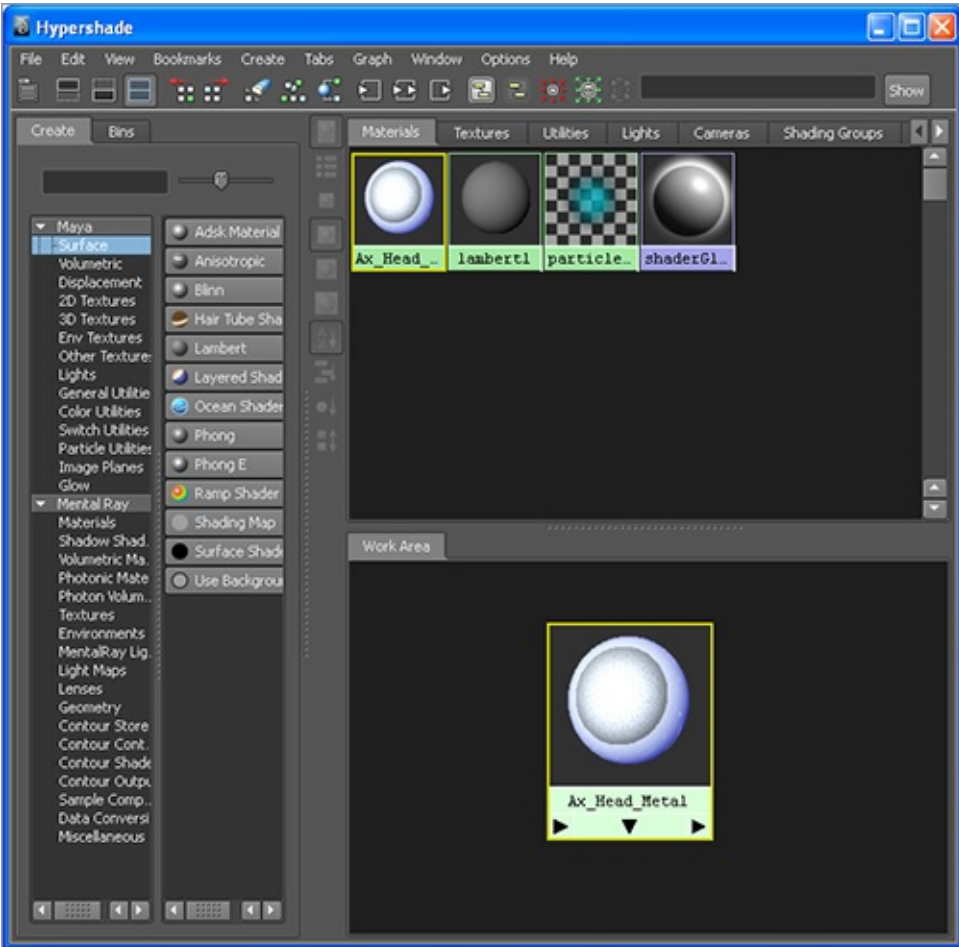 Hypershade
File Edit View Bookmarks Create Tabs Graph Window Options Help
Show
Create Bins
Maya
Surface
Volumetric
Displacement
2D Textures
3D Textures
Env Textures
Other Texture
Lights
General Utilitie
Color Utilities
Switch Utilities
Particle Utilities
Image Planes
Glow
Mental Ray
Materials
Shadow Shad.
Volumetric Ma.
Photonic Mate
Photon Volum..
Textures
Environments
MentalRay Lig.
Light Maps
Lenses
Geometry
Contour Store
Contour Cont.
Contour Shade
Contour Outpu
Sample Comp..
Data Conversi
Miscellaneous
Adsk Material
Anisotropic
Blinn
Hair Tube Sha
Lambert
Layered Shad
Ocean Shader
Phong
Phong E
Ramp Shader
Shading Map
Surface Shad
Use Backgrou
Materials Textures Utilities Lights Cameras Shading Groups
Ax_Head_… lambert1 particle… shaderGl…
Work Area
Ax_Head_Metal